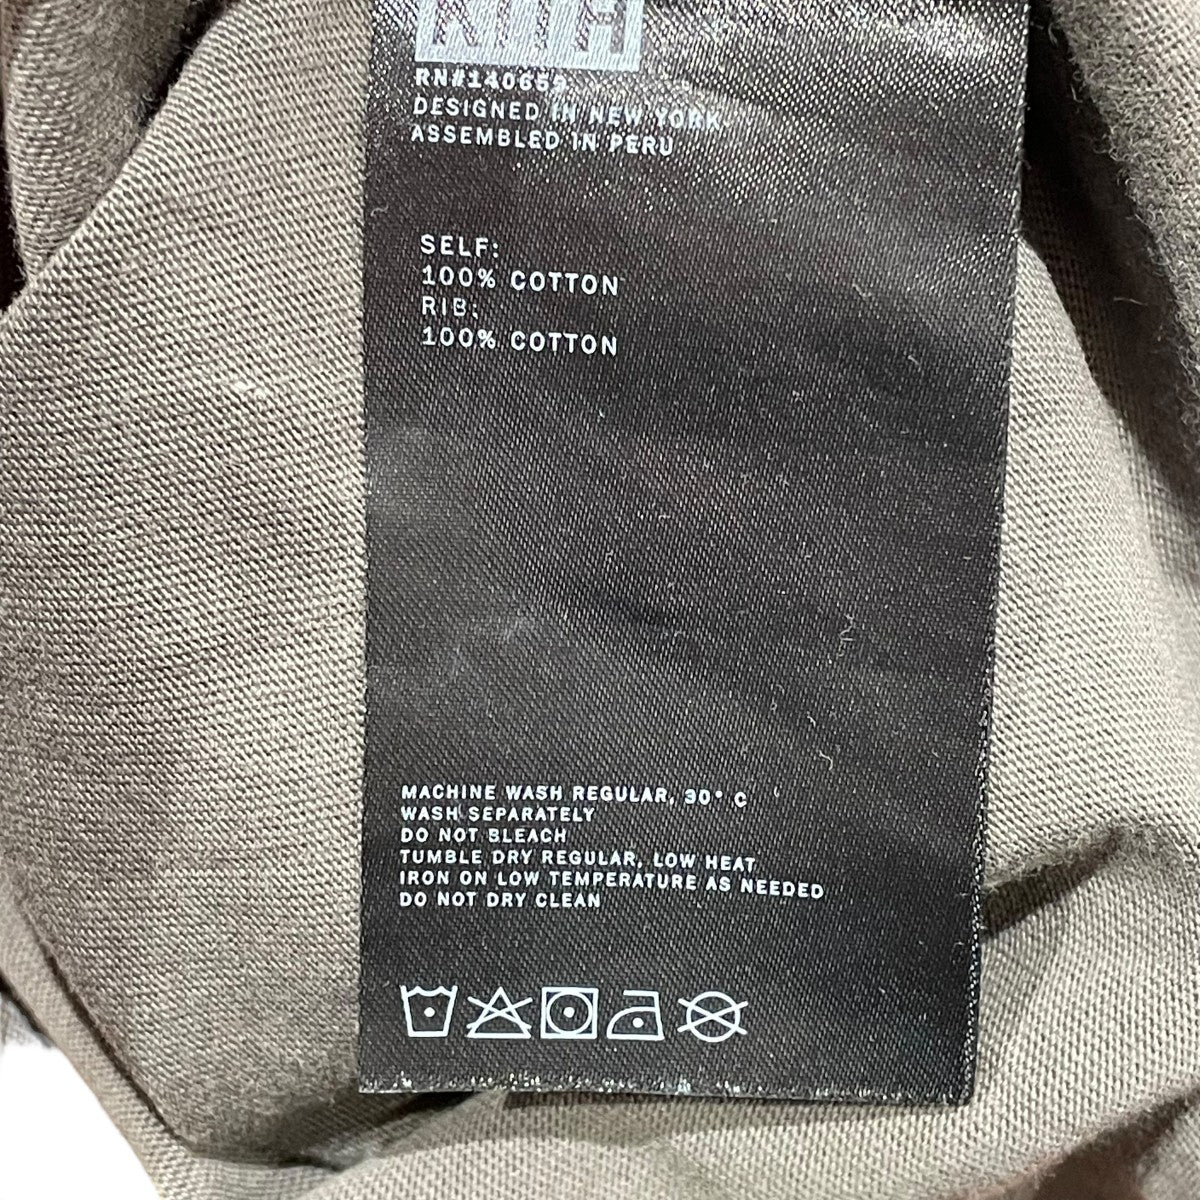 KITH
RN#140659
DESIGNED IN NEW YORK.
ASSEMBLED IN PERU
SELF:
100% COTTON
RIB:
100% COTTON
MACHINE WASH REGULAR, 30° C
WASH SEPARATELY
DO NOT BLEACH
TUMBLE DRY REGULAR, LOW HEAT
IRON ON LOW TEMPERATURE AS NEEDED
DO NOT DRY CLEAN